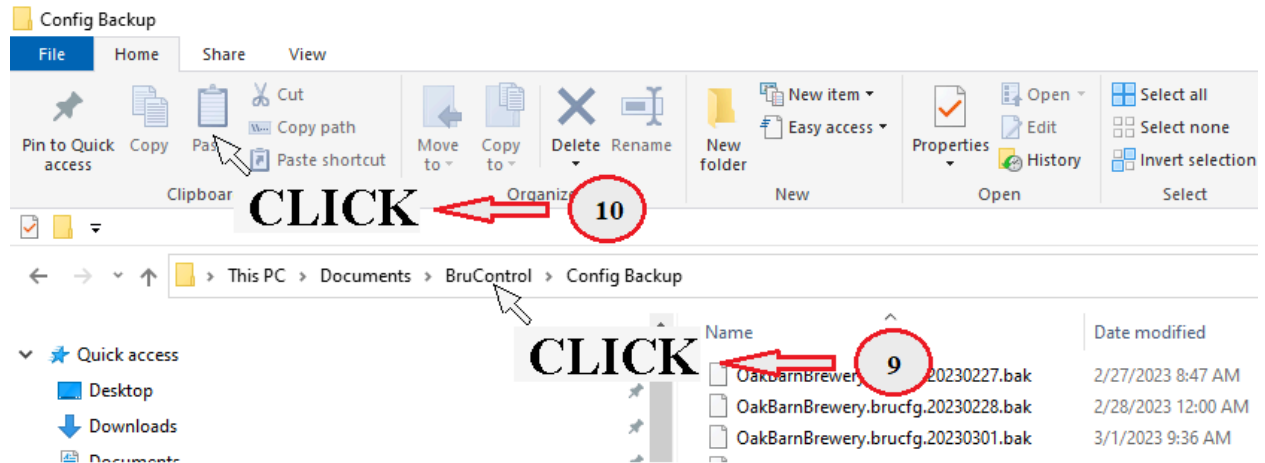 Config Backup
File Home Share View
Pin to Quick access
Copy
Cut
Copy path
Paste shortcut
Move to
Copy to
Delete
Rename
New folder
New item
Easy access
Properties
Open
Edit
History
Select all
Select none
Invert selection
New Open Select
CLICK 10
This PC > Documents > BruControl > Config Backup
CLICK 9
Name Date modified
Quick access
Desktop
Downloads
OakBarnBrewery.brucfg.20230228.bak 2/28/2023 12:00 AM
OakBarnBrewery.brucfg.20230301.bak 3/1/2023 9:36 AM
2/27/2023 8:47 AM